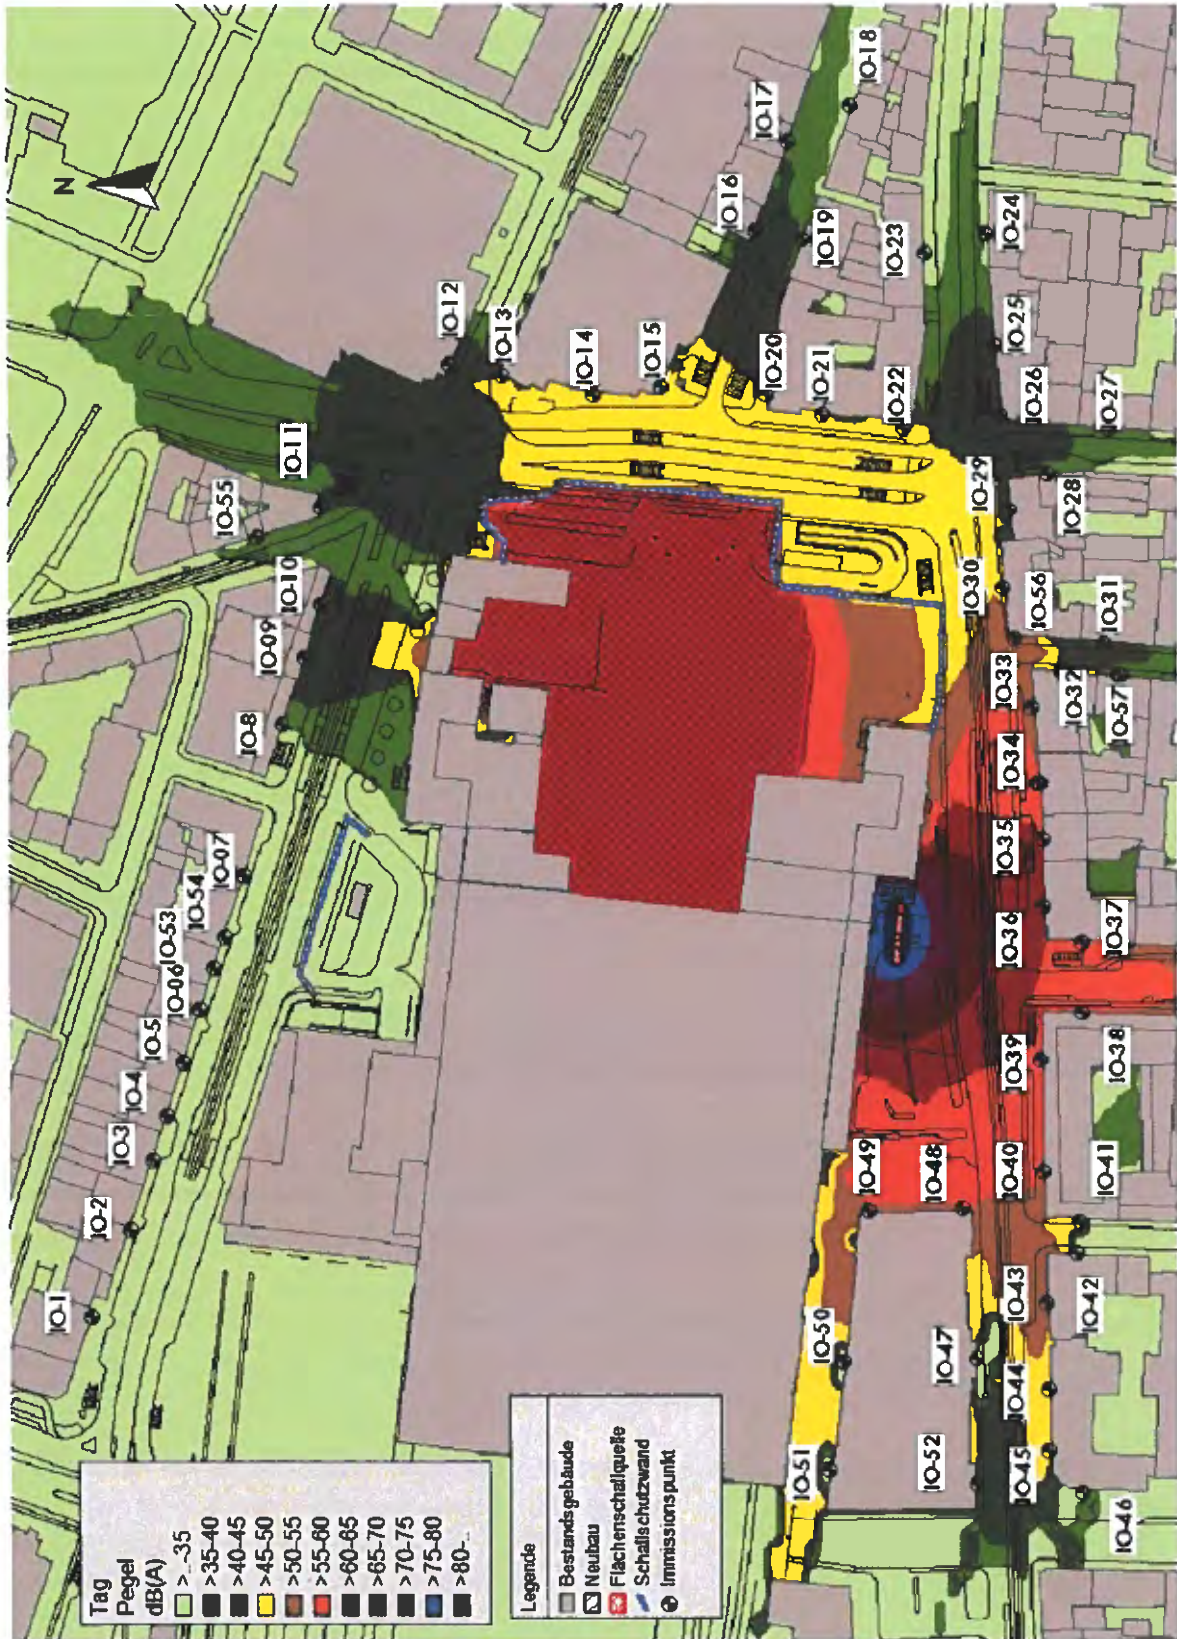 N
IO-1
IO-2
IO-3
IO-4
IO-5
IO-06
IO-53
IO-54
IO-07
IO-8
IO-09
IO-10
IO-55
IO-11
IO-12
IO-13
IO-14
IO-15
IO-16
IO-17
IO-18
IO-19
IO-20
IO-21
IO-22
IO-23
IO-24
IO-25
IO-26
IO-27
IO-28
IO-29
IO-30
IO-56
IO-31
IO-32
IO-57
IO-33
IO-34
IO-35
IO-36
IO-37
IO-38
IO-39
IO-40
IO-41
IO-42
IO-43
IO-44
IO-45
IO-46
IO-47
IO-48
IO-49
IO-50
IO-51
IO-52
Tag
Pegel
dB(A)
>..-35
>35-40
>40-45
>45-50
>50-55
>55-60
>60-65
>65-70
>70-75
>75-80
>80-..
Legende
Bestandsgebäude
Neubau
Flächenschallquelle
Schallschutzwand
Immissionspunkt